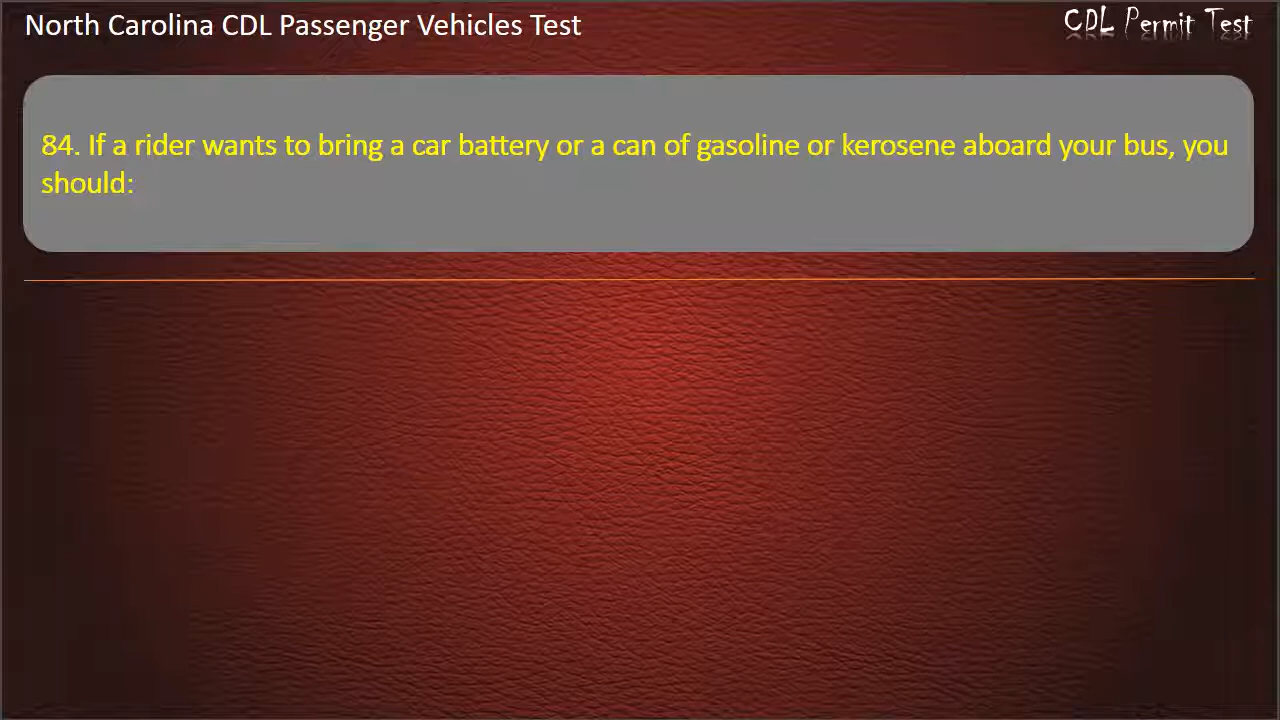 North Carolina CDL Passenger Vehicles Test
CDL Permit Test
84. If a rider wants to bring a car battery or a can of gasoline or kerosene aboard your bus, you
should: